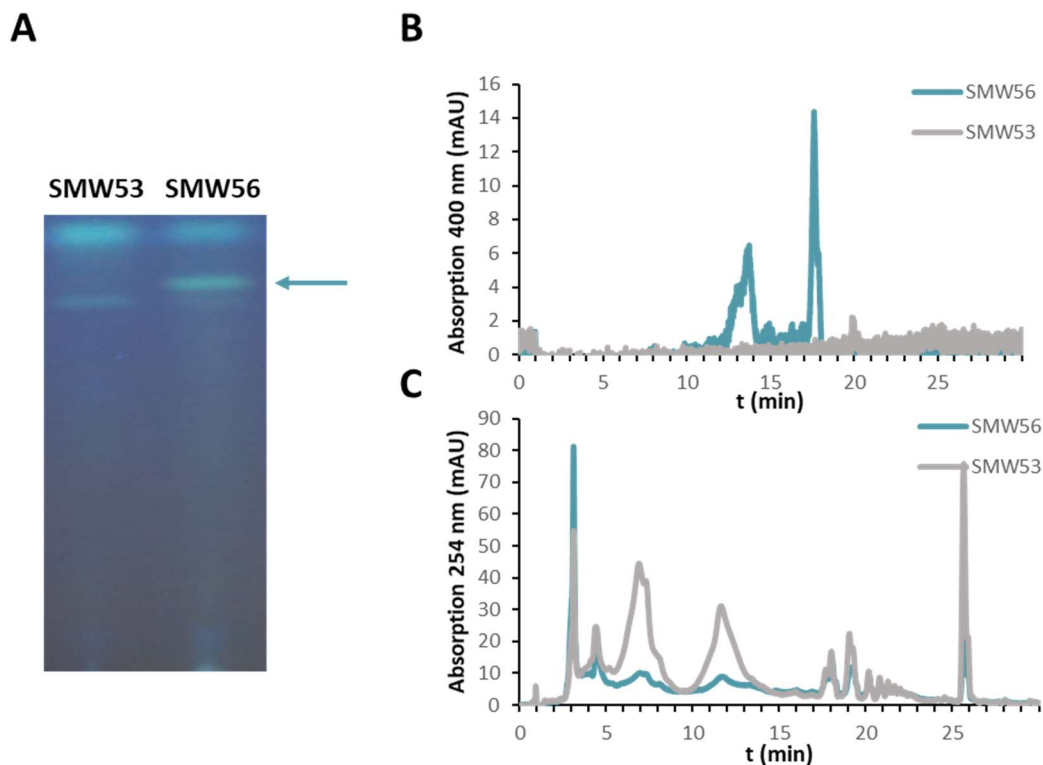 A
SMW53 SMW56
B
Absorption 400 nm (mAU)
16
14
12
10
8
6
4
2
0
0 5 10 15 20 25
t (min)
SMW56
SMW53
C
Absorption 254 nm (mAU)
90
80
70
60
50
40
30
20
10
0
0 5 10 15 20 25
t (min)
SMW56
SMW53